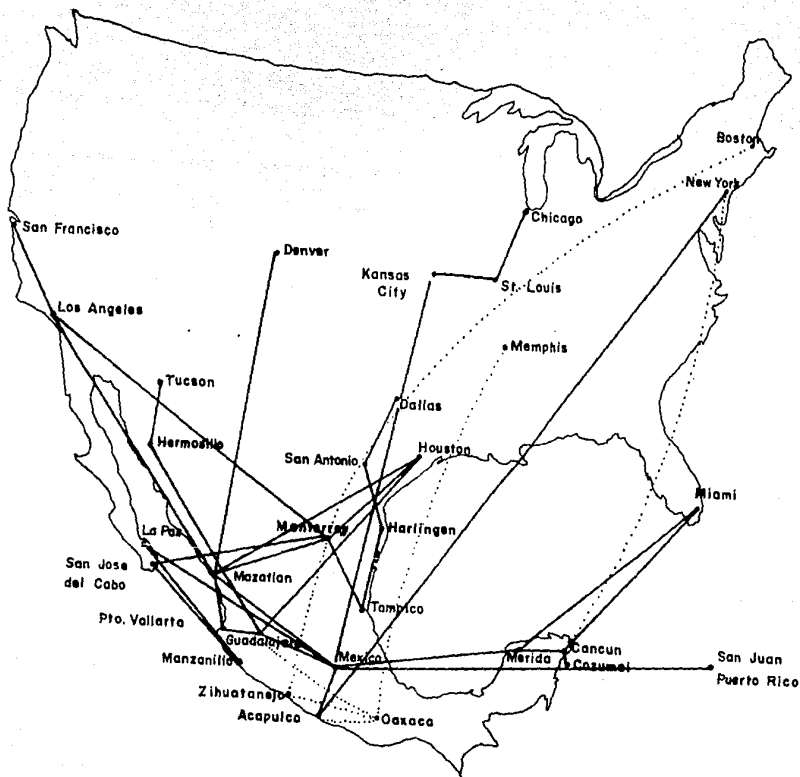 Boston
New York
San Francisco
Chicago
Denver
Kansas
City
St. Louis
Los Angeles
Memphis
Tucson
Dallas
Hermosillo
Houston
San Antonio
Miami
Monterrey
Harlingen
La Paz
San Jose
del Cabo
Mazatlan
Tampico
Pto. Vallarta
Guadalajara
Manzanillo
Mexico
Merida
Cancun
Cozumel
San Juan
Puerto Rico
Zihuatanejo
Acapulco
Oaxaca